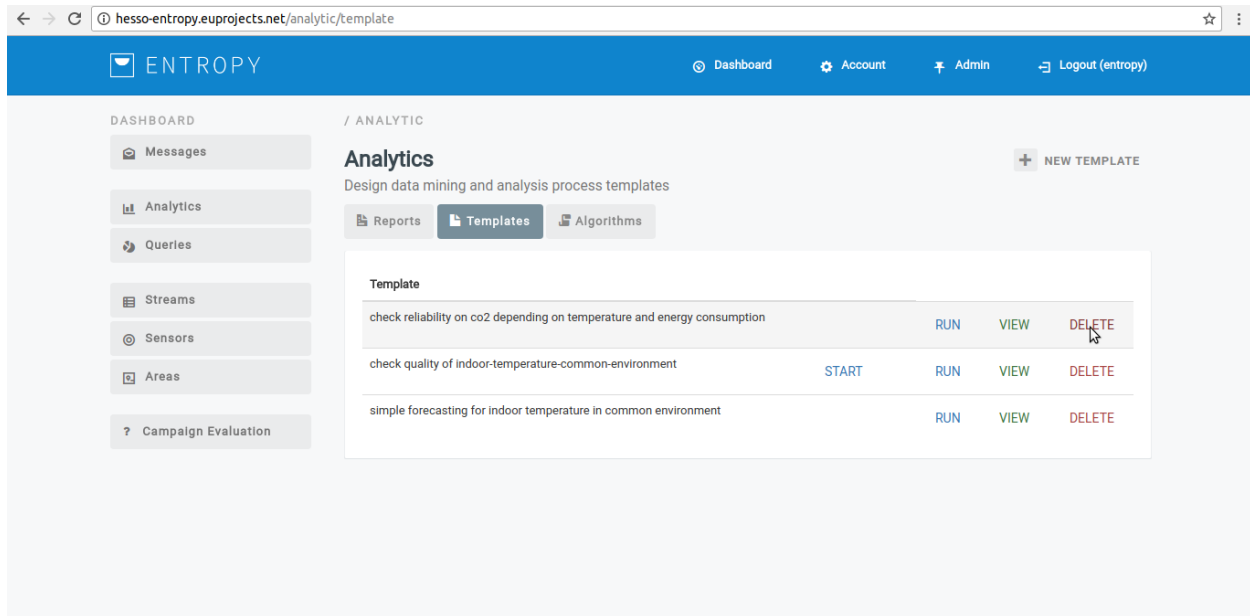 hesso-entropy.euprojects.net/analytic/template
ENTROPY
Dashboard
Account
Admin
Logout (entropy)
DASHBOARD
Messages
Analytics
Queries
Streams
Sensors
Areas
? Campaign Evaluation
/ ANALYTIC
Analytics
NEW TEMPLATE
Design data mining and analysis process templates
Reports
Templates
Algorithms
Template
check reliability on co2 depending on temperature and energy consumption
RUN
VIEW
DELETE
check quality of indoor-temperature-common-environment
START
RUN
VIEW
DELETE
simple forecasting for indoor temperature in common environment
RUN
VIEW
DELETE